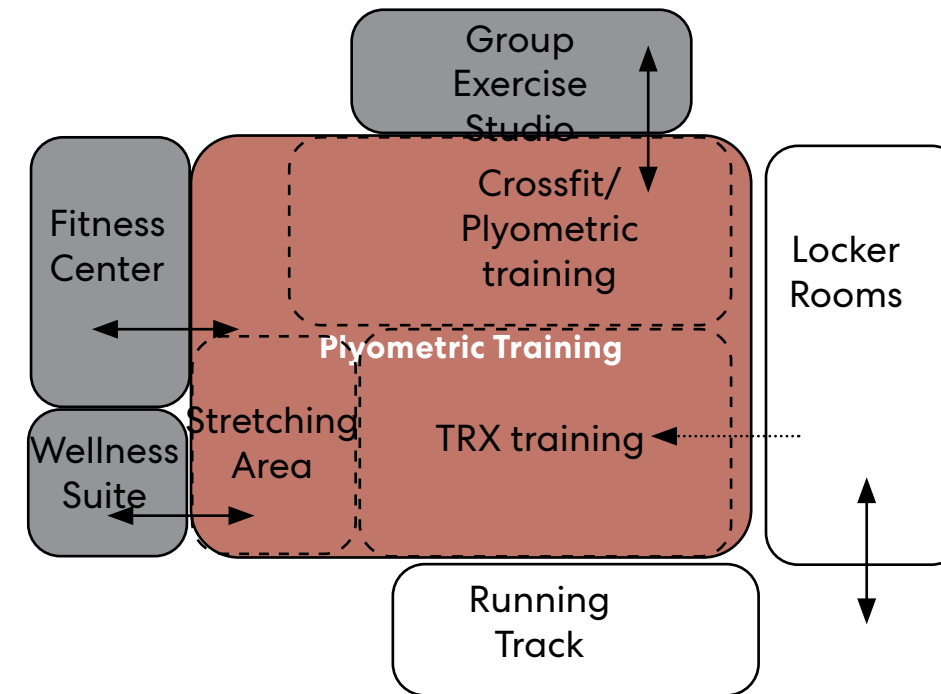 Group
Exercise
Studio
Crossfit/
Plyometric
training
Fitness
Center
Locker
Rooms
Plyometric Training
Stretching
Area
TRX training
Wellness
Suite
Running
Track